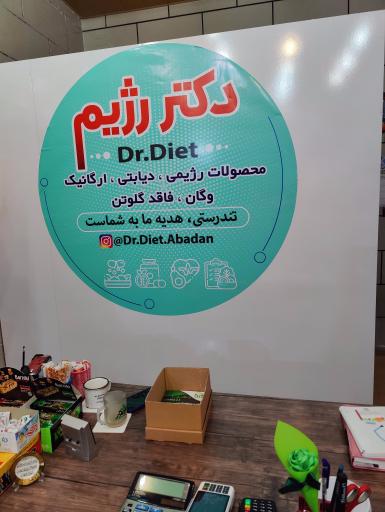 دکتر رژیم
Dr.Diet
محصولات رژیمی ، دیابتی ، ارگانیک
وگان ، فاقد گلوتن
تندرستی، هدیه ما به شماست
@Dr.Diet.Abadan